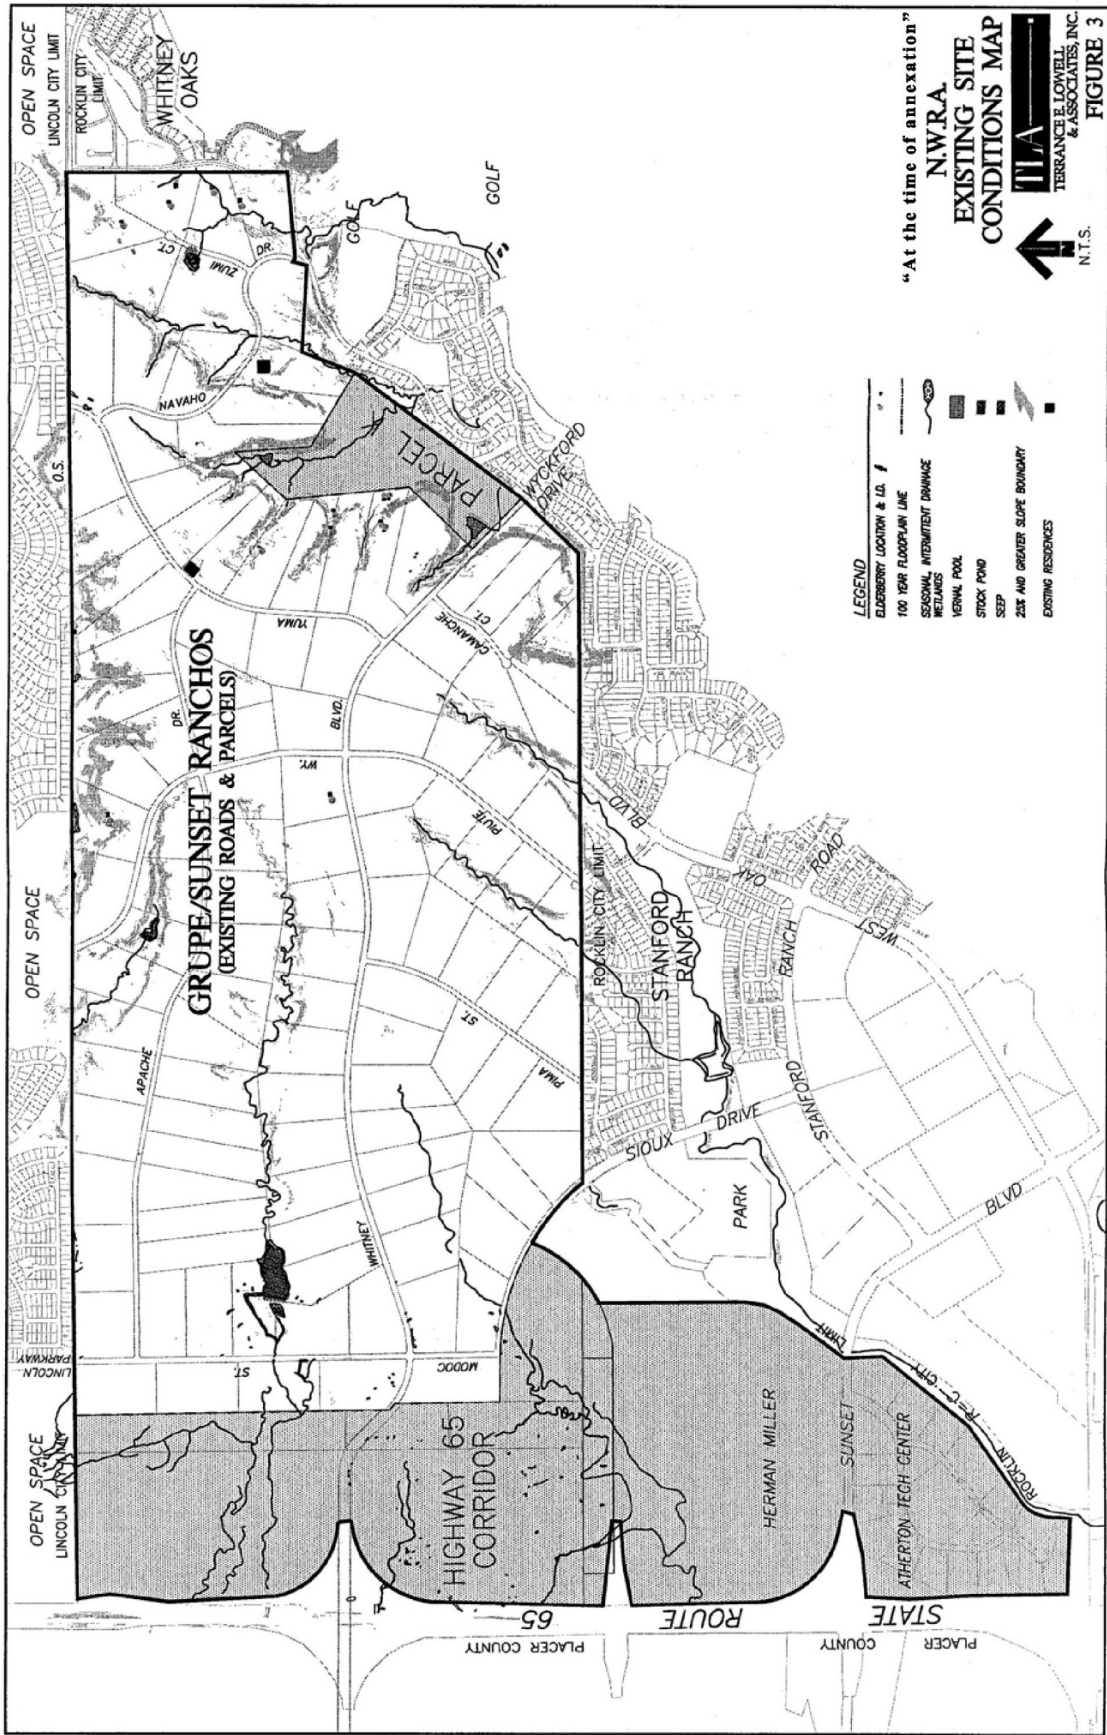 OPEN SPACE
LINCOLN CITY LIMIT
ROCKLIN CITY
LIMIT
WHITNEY
OAKS
OPEN SPACE
O.S.
OPEN SPACE
LINCOLN CITY LIMIT
LINCOLN
PARKWAY
ZUMI
CT.
DR.
NAVAHO
GOLF
GOLF
PARCEL
WYCKFORD
DRIVE
GRUPE/SUNSET RANCHOS
(EXISTING ROADS & PARCELS)
DR.
YUMA
CAMANCHE
CT.
BLVD.
WY.
PIUTE
APACHE
ST.
PIMA
WHITNEY
ST.
MODOC
ROCKLIN CITY LIMIT
STANFORD
RANCH
BLVD
OAK
ROAD
WEST
RANCH
STANFORD
SIOUX
DRIVE
PARK
BLVD
HIGHWAY 65
CORRIDOR
HERMAN MILLER
SUNSET
ATHERTON TECH CENTER
ROCKLIN
CITY
LIMIT
STATE
ROUTE
65
PLACER COUNTY
PLACER COUNTY
LEGEND
ELDERBERRY LOCATION & I.D. #
100 YEAR FLOODPLAIN LINE
SEASONAL INTERMITTENT DRAINAGE
WETLANDS
VERNAL POOL
STOCK POND
SEEP
25% AND GREATER SLOPE BOUNDARY
EXISTING RESIDENCES
"At the time of annexation"
N.W.R.A.
EXISTING SITE
CONDITIONS MAP
N
N.T.S.
TLA
TERRANCE E. LOWELL
& ASSOCIATES, INC.
FIGURE 3